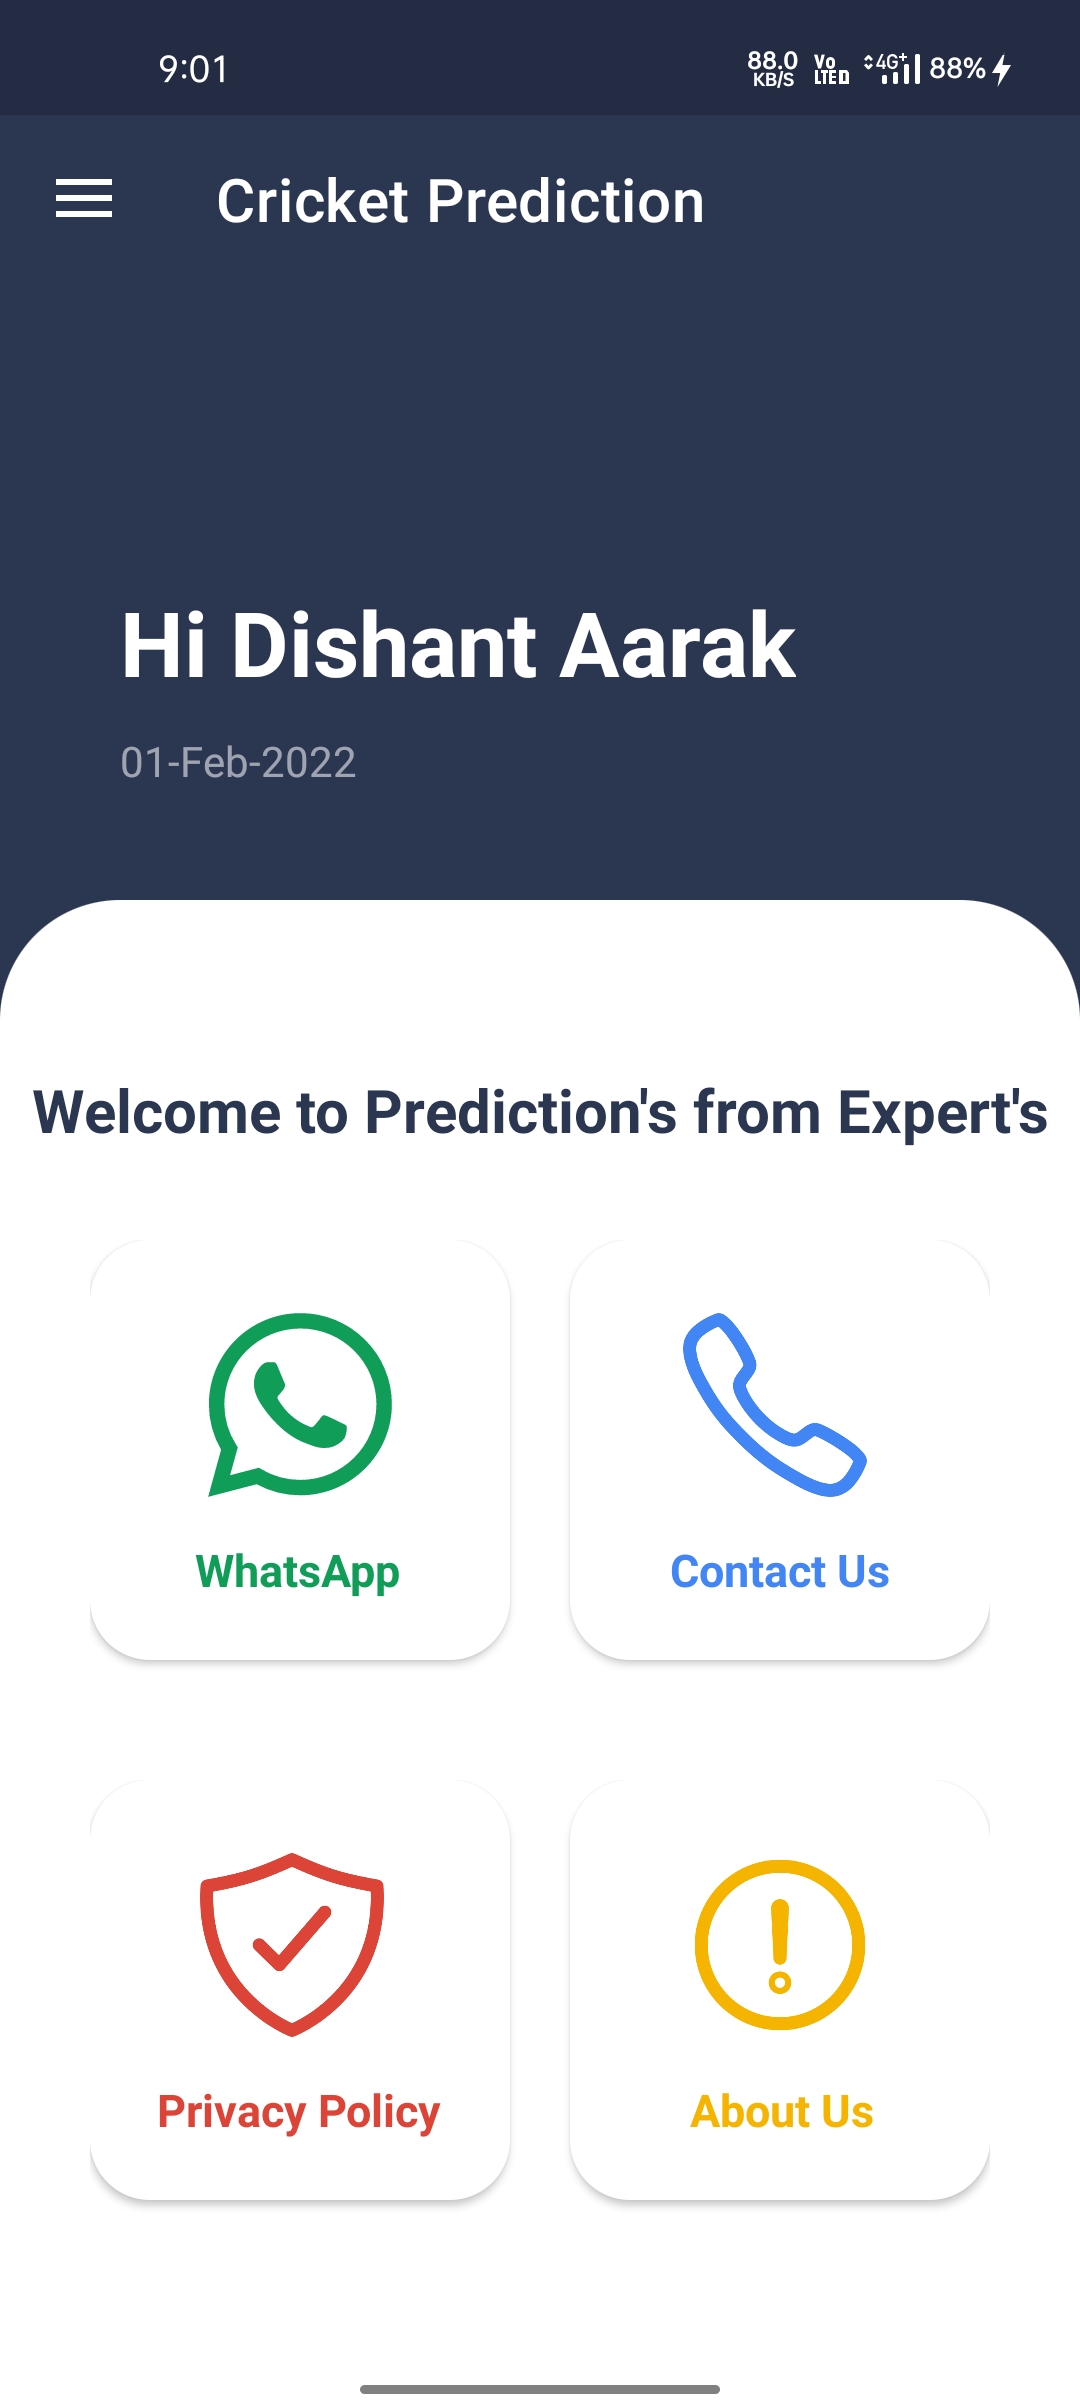 9:01 88.0 KB/S Vo LTE 4G+ 88%
Cricket Prediction
Hi Dishant Aarak
01-Feb-2022
Welcome to Prediction's from Expert's
WhatsApp Contact Us
Privacy Policy About Us